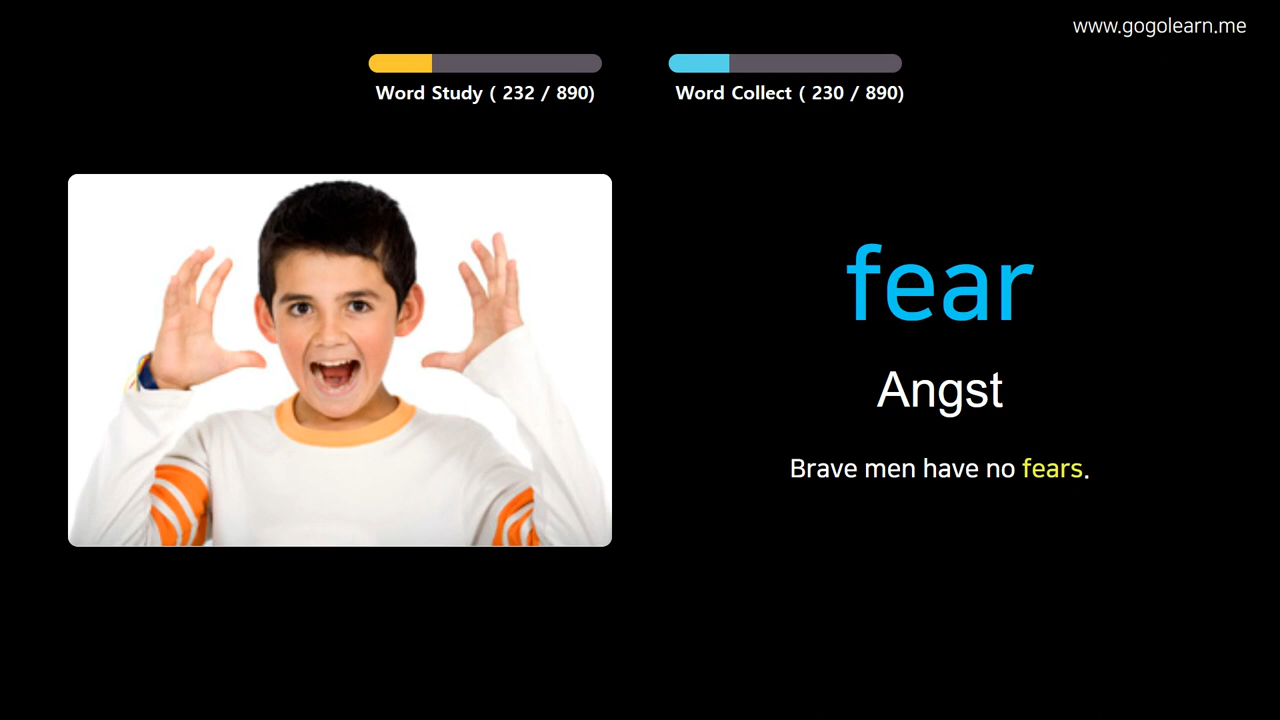 www.gogolearn.me
Word Study ( 232 / 890)
Word Collect ( 230 / 890)
fear
Angst
Brave men have no fears.